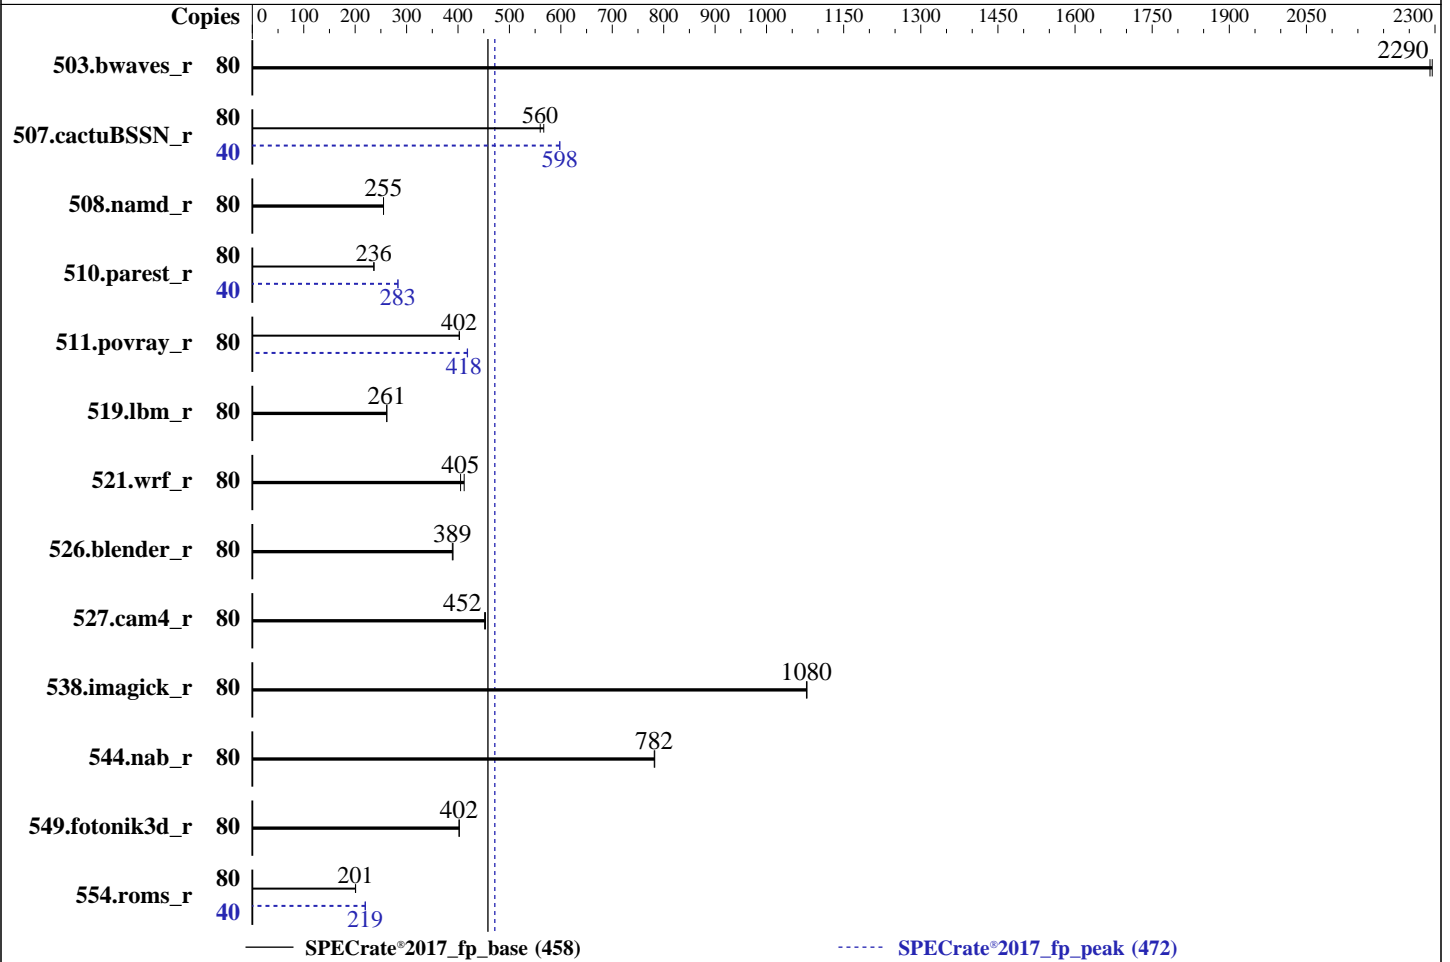 Copies 0 100 200 300 400 500 600 700 800 900 1000 1150 1300 1450 1600 1750 1900 2050 2300
503.bwaves_r 80 2290
507.cactuBSSN_r 80 560
40 598
508.namd_r 80 255
510.parest_r 80 236
40 283
511.povray_r 80 402
418
519.lbm_r 80 261
521.wrf_r 80 405
526.blender_r 80 389
527.cam4_r 80 452
538.imagick_r 80 1080
544.nab_r 80 782
549.fotonik3d_r 80 402
554.roms_r 80 201
40 219
SPECrate®2017_fp_base (458) SPECrate®2017_fp_peak (472)